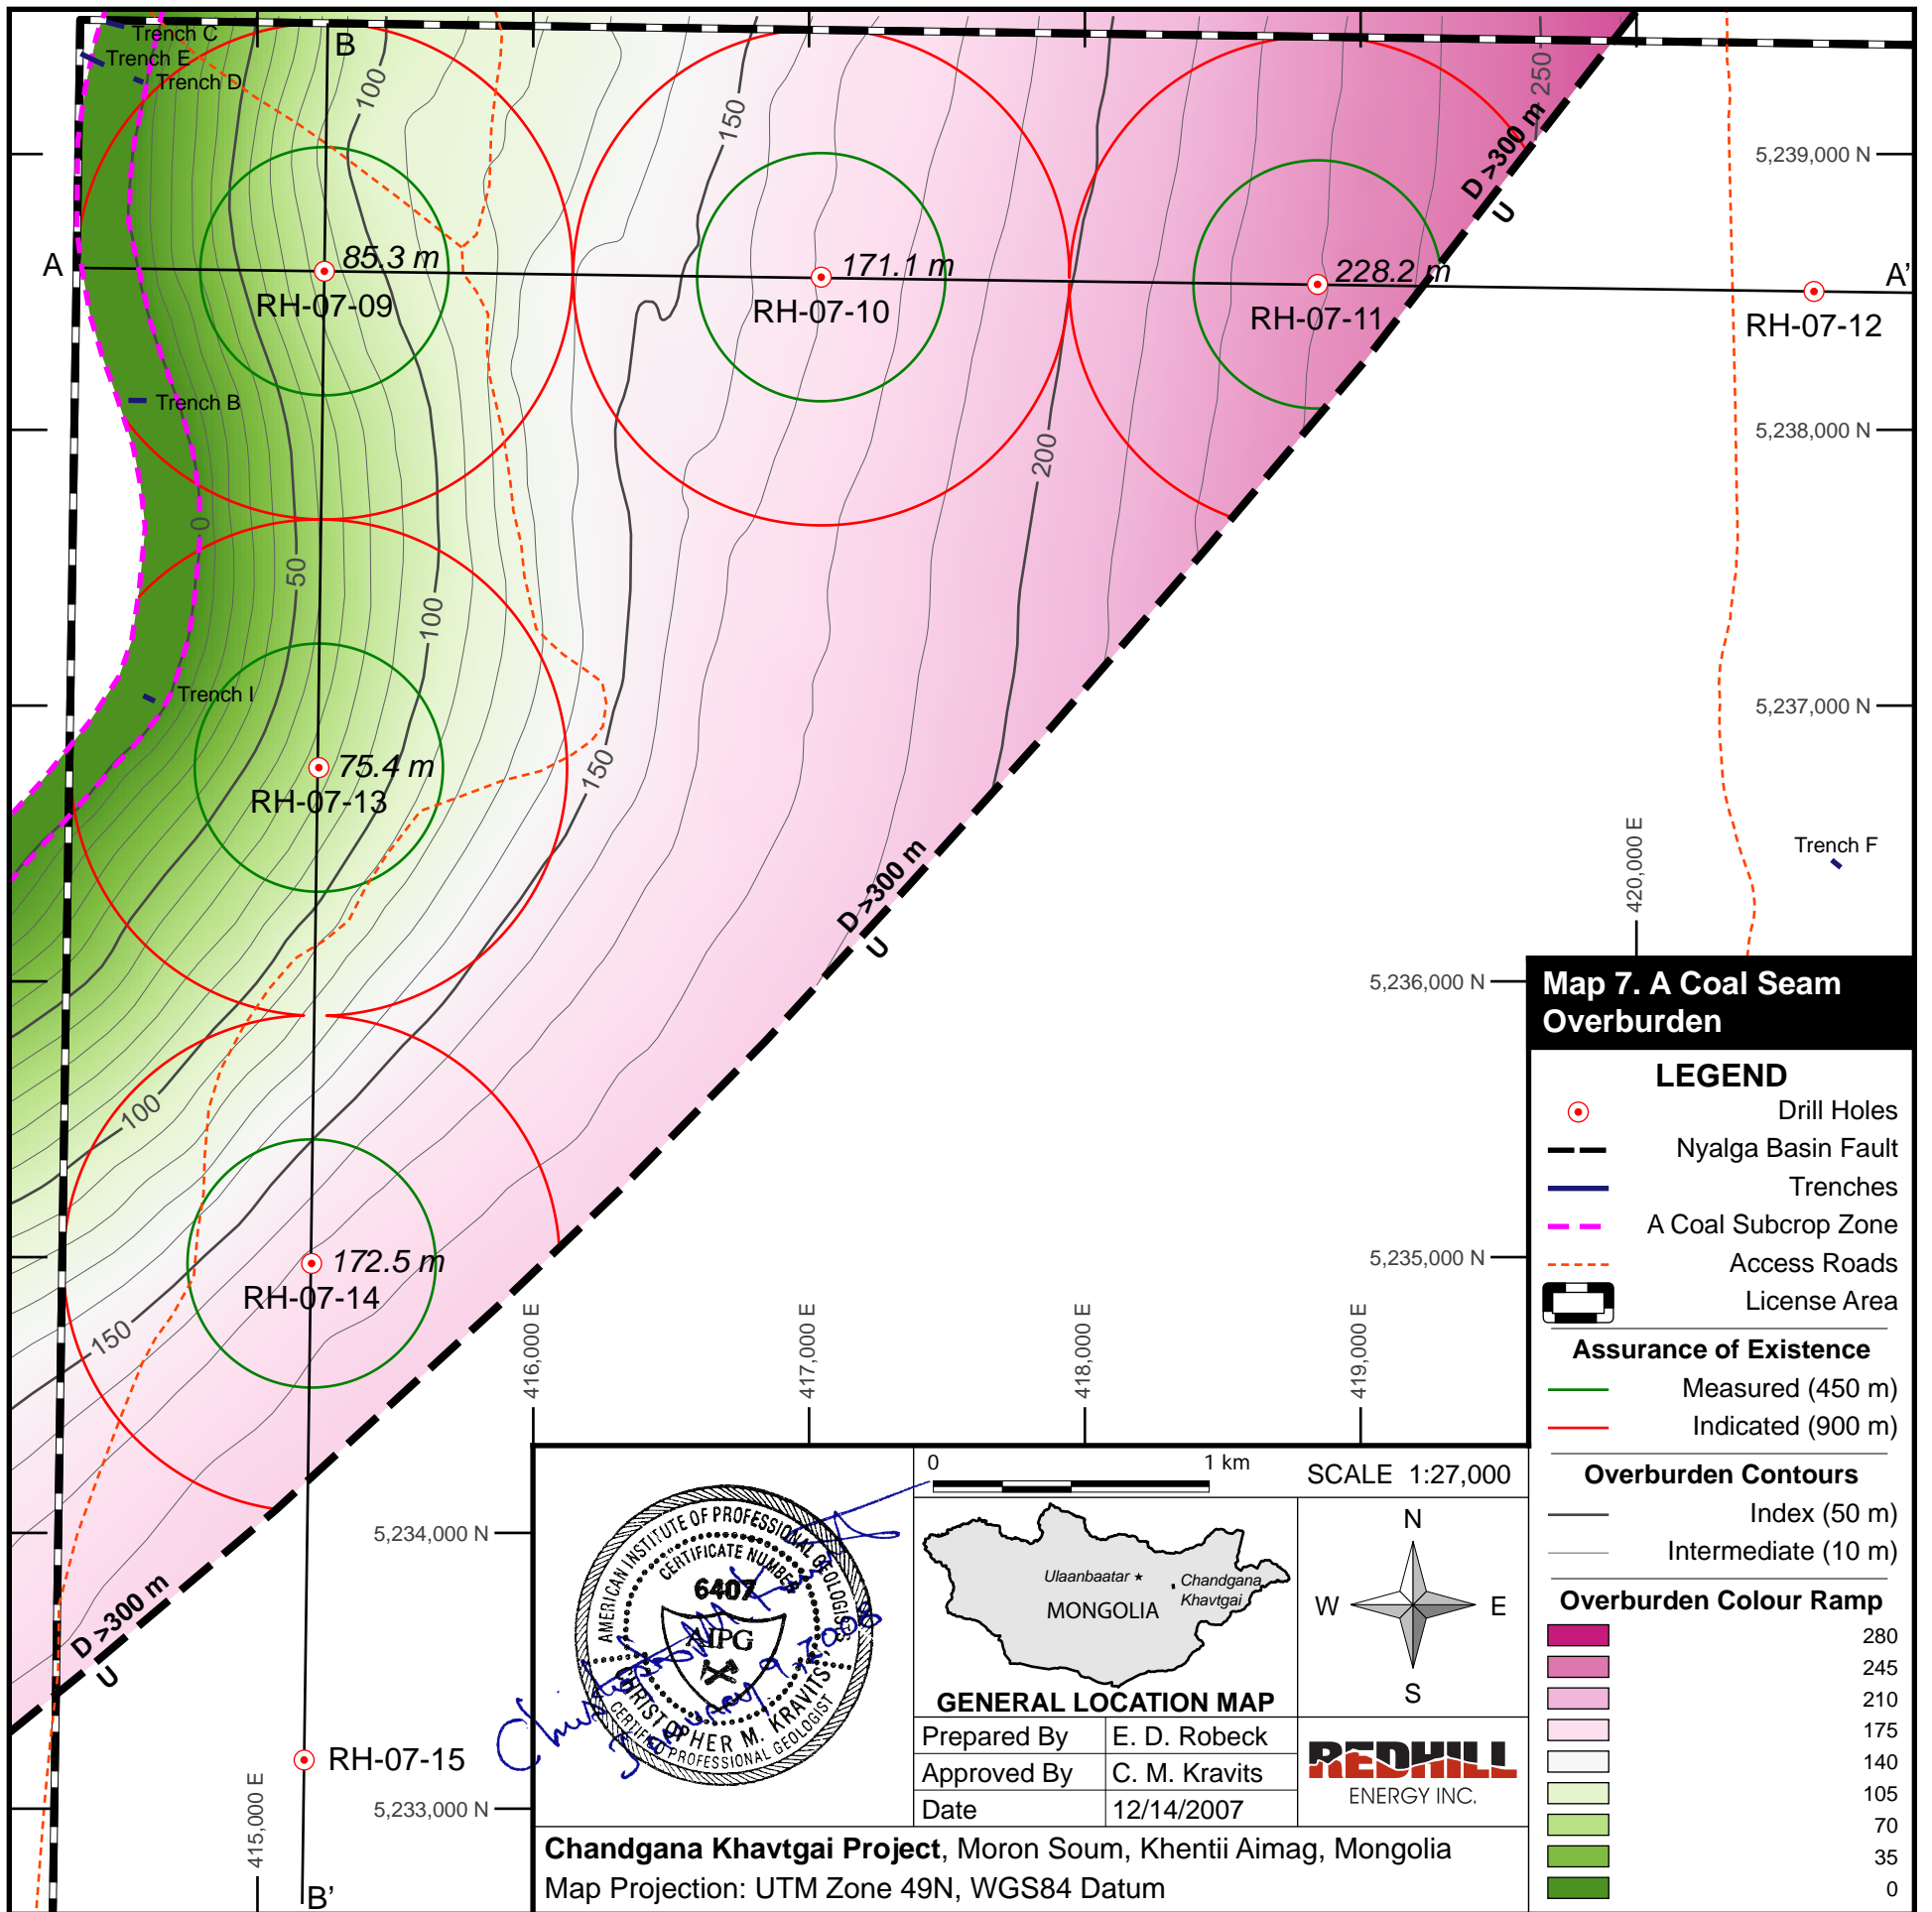 Trench C
B
Trench E
Trench D
100
150
250
D >300 m
U
5,239,000 N
A
85.3 m
171.1 m
228.2 m
A'
RH-07-09
RH-07-10
RH-07-11
RH-07-12
Trench B
5,238,000 N
200
0
50
100
Trench I
5,237,000 N
75.4 m
RH-07-13
150
Trench F
420,000 E
D >300 m
U
5,236,000 N
100
172.5 m
RH-07-14
5,235,000 N
150
416,000 E
417,000 E
418,000 E
419,000 E
5,234,000 N
D >300 m
U
RH-07-15
415,000 E
5,233,000 N
B'
Map 7. A Coal Seam
Overburden
LEGEND
Drill Holes
Nyalga Basin Fault
Trenches
A Coal Subcrop Zone
Access Roads
License Area
Assurance of Existence
Measured (450 m)
Indicated (900 m)
Overburden Contours
Index (50 m)
Intermediate (10 m)
Overburden Colour Ramp
280
245
210
175
140
105
70
35
0
0 1 km
SCALE 1:27,000
AMERICAN INSTITUTE OF PROFESSIONAL GEOLOGISTS
CERTIFICATE NUMBER
6407
AIPG
CHRISTOPHER M. KRAVITS
CERTIFIED PROFESSIONAL GEOLOGIST
Christopher M. Kravits
January 9, 2008
Ulaanbaatar
Chandgana
Khavtgai
MONGOLIA
GENERAL LOCATION MAP
N
W E
S
Prepared By E. D. Robeck
Approved By C. M. Kravits
Date 12/14/2007
REDHILL
ENERGY INC.
Chandgana Khavtgai Project, Moron Soum, Khentii Aimag, Mongolia
Map Projection: UTM Zone 49N, WGS84 Datum